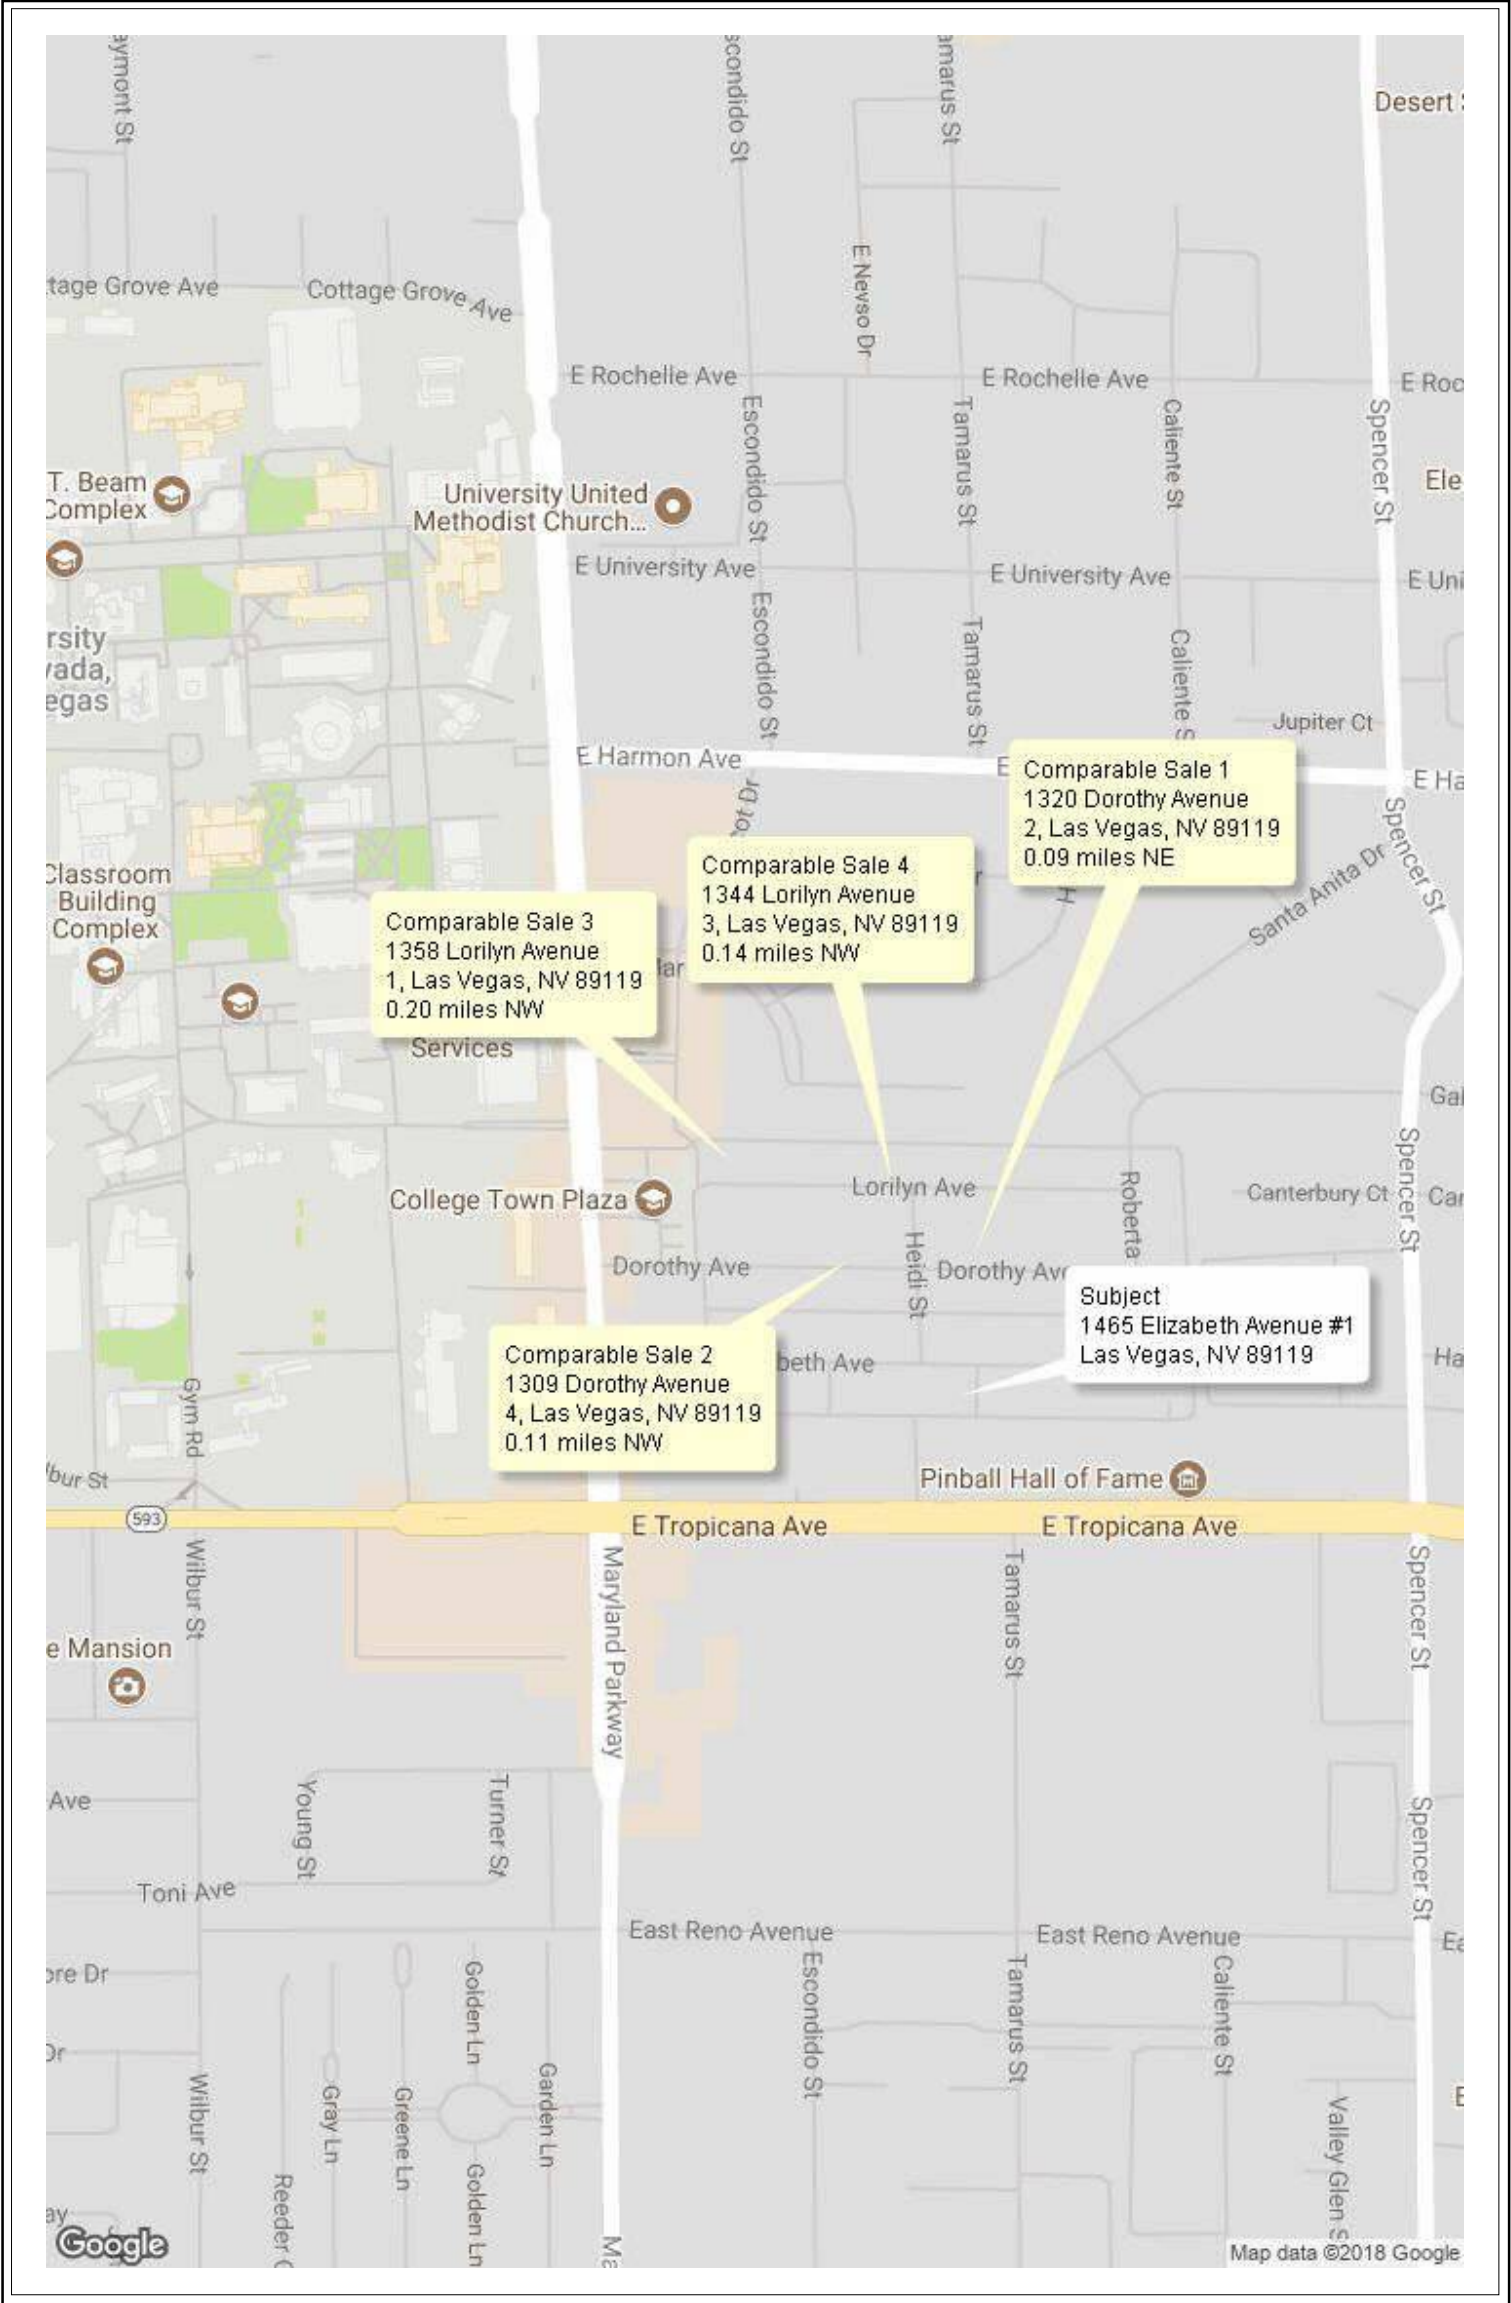 aymont St
scondido St
amarus St
Desert
tage Grove Ave
Cottage Grove Ave
E Nevso Dr
E Rochelle Ave
E Rochelle Ave
E Roc
Escondido St
Tamarus St
Caliente St
Spencer St
T. Beam
Complex
University United
Methodist Church...
Ele
E University Ave
E University Ave
E Uni
rsity
vada,
egas
Escondido St
Tamarus St
Caliente S
Jupiter Ct
E Harmon Ave
E
E Ha
Comparable Sale 1
1320 Dorothy Avenue
2, Las Vegas, NV 89119
0.09 miles NE
Spencer St
Santa Anita Dr
Comparable Sale 4
1344 Lorilyn Avenue
3, Las Vegas, NV 89119
0.14 miles NW
Classroom
Building
Complex
Comparable Sale 3
1358 Lorilyn Avenue
1, Las Vegas, NV 89119
0.20 miles NW
Services
Gal
College Town Plaza
Lorilyn Ave
Roberta
Canterbury Ct
Spencer St
Car
Dorothy Ave
Heidi St
Dorothy Ave
Subject
1465 Elizabeth Avenue #1
Las Vegas, NV 89119
Comparable Sale 2
1309 Dorothy Avenue
4, Las Vegas, NV 89119
0.11 miles NW
beth Ave
Ha
Gym Rd
lbur St
Pinball Hall of Fame
593
E Tropicana Ave
E Tropicana Ave
Wilbur St
Maryland Parkway
Tamarus St
Spencer St
e Mansion
Ave
Young St
Turner St
Spencer St
Toni Ave
East Reno Avenue
East Reno Avenue
Ea
ore Dr
Golden Ln
Escondido St
Tamarus St
Caliente St
Dr
Wilbur St
Gray Ln
Greene Ln
Garden Ln
Valley Glen S
E
Reeder
Golden Ln
ay
Ma
Google
Map data ©2018 Google